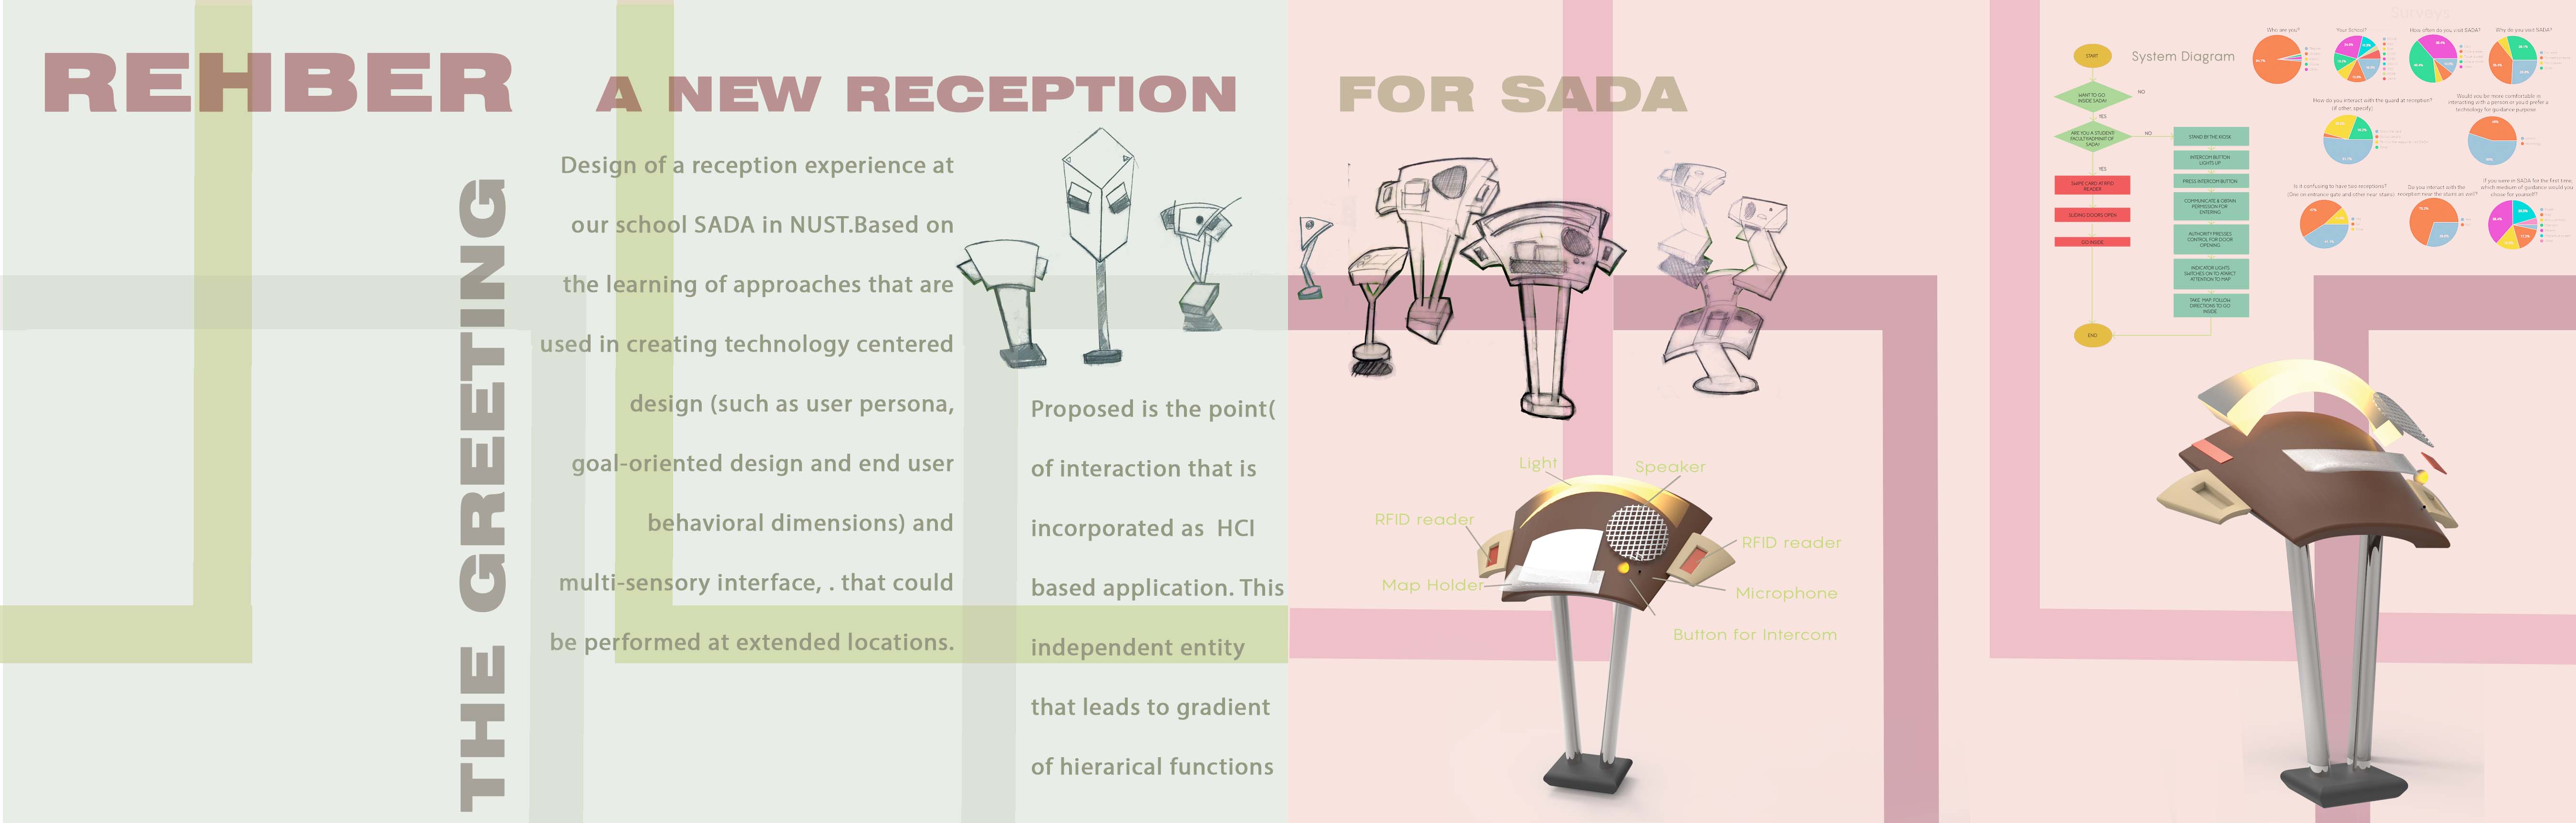 REHBER
THE GREETING
A NEW RECEPTION
FOR SADA
Design of a reception experience at
our school SADA in NUST.Based on
the learning of approaches that are
used in creating technology centered
design (such as user persona,
goal-oriented design and end user
behavioral dimensions) and
multi-sensory interface, . that could
be performed at extended locations.
Proposed is the point(
of interaction that is
incorporated as HCI
based application. This
independent entity
that leads to gradient
of hierarical functions
Light
Speaker
RFID reader
RFID reader
Map Holder
Microphone
Button for Intercom
System Diagram
START
WANT TO GO
INSIDE SADA?
NO
YES
ARE YOU A STUDENT/
FACULTY/ADMIN/IT OF
SADA?
NO
YES
SWIPE CARD AT RFID
READER
SLIDING DOORS OPEN
GO INSIDE
END
STAND BY THE KIOSK
INTERCOM BUTTON
LIGHTS UP
PRESS INTERCOM BUTTON
COMMUNICATE & OBTAIN
PERMISSION FOR
ENTERING
AUTHORITY PRESSES
CONTROL FOR DOOR
OPENING
INDICATOR LIGHTS
SWITCHES ON TO ATARCT
ATTENTION TO MAP
TAKE MAP FOLLOW
DIRECTIONS TO GO
INSIDE
Surveys
Who are you?
Your School?
How often do you visit SADA?
Why do you visit SADA?
How do you interact with the guard at reception?
(if other specify)
Would you be more comfortable is
interacting with a person or you'd prefer a
technology for guidance purpose.
Is it confusing to have two receptions?
(One on entrance gate and other near stairs)
Do you interact with the
reception near the stairs as well?
If you were in SADA for the first time,
which medium of guidance would you
chose for yourself?